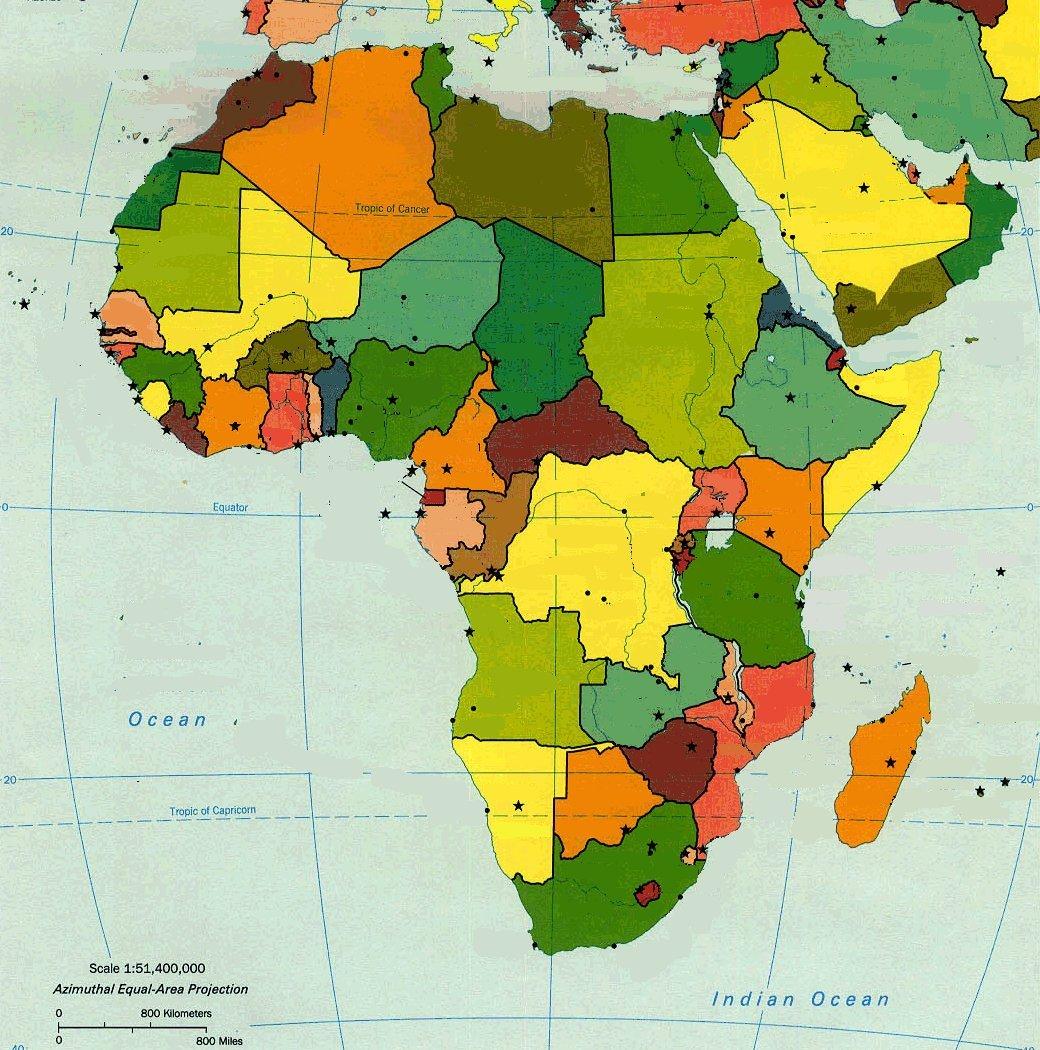 Tropic of Cancer
20
20
0
Equator
0
Ocean
20
20
Tropic of Capricorn
Scale 1:51,400,000
Azimuthal Equal-Area Projection
Indian Ocean
0
800 Kilometers
0
800 Miles
40